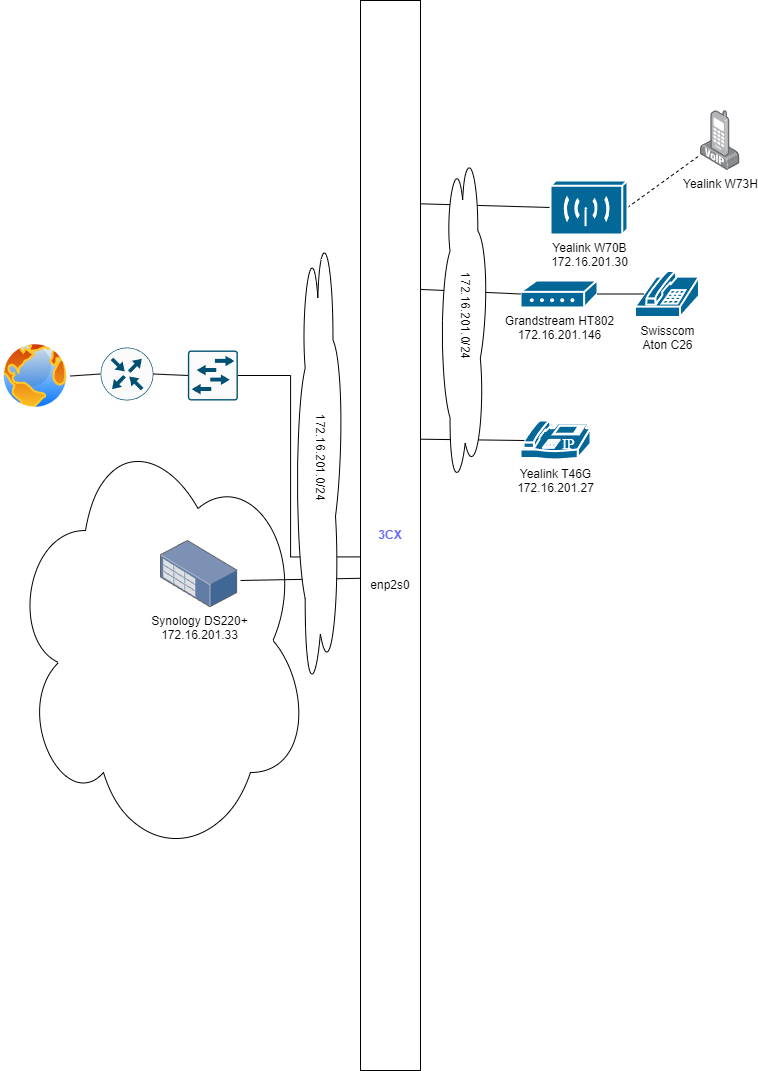 VoIP
Yealink W73H
Yealink W70B
172.16.201.30
172.16.201.0/24
Grandstream HT802
172.16.201.146
Swisscom
Aton C26
172.16.201.0/24
IP
Yealink T46G
172.16.201.27
3CX
enp2s0
Synology DS220+
172.16.201.33